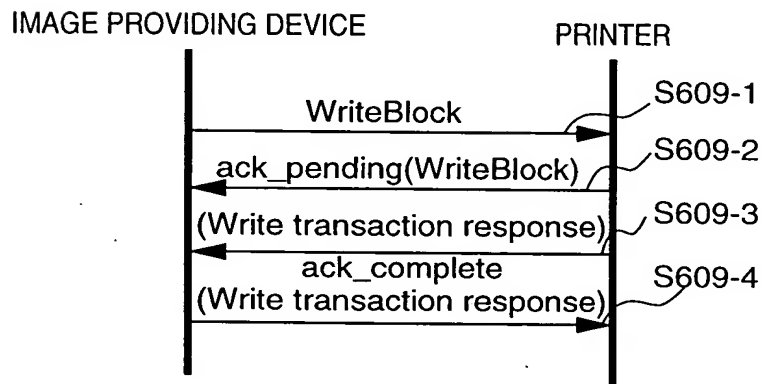 IMAGE PROVIDING DEVICE
PRINTER
S609-1
WriteBlock
S609-2
ack_pending(WriteBlock)
S609-3
(Write transaction response)
ack_complete
S609-4
(Write transaction response)